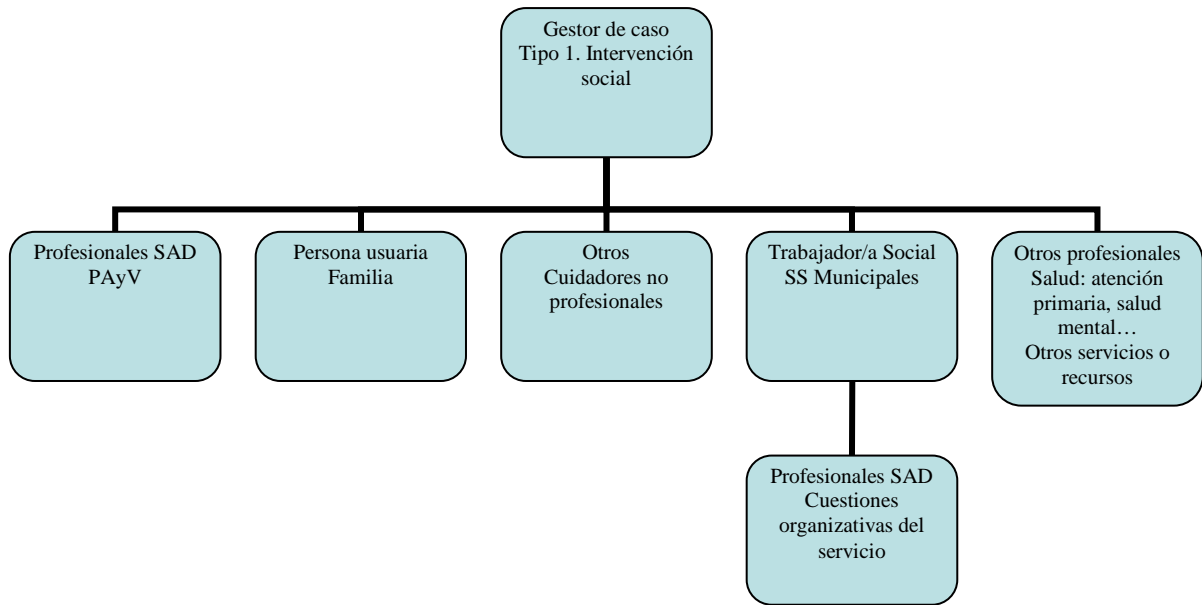 Gestor de caso
Tipo 1. Intervención
social
Profesionales SAD
PAyV
Persona usuaria
Familia
Otros
Cuidadores no
profesionales
Trabajador/a Social
SS Municipales
Otros profesionales
Salud: atención
primaria, salud
mental…
Otros servicios o
recursos
Profesionales SAD
Cuestiones
organizativas del
servicio